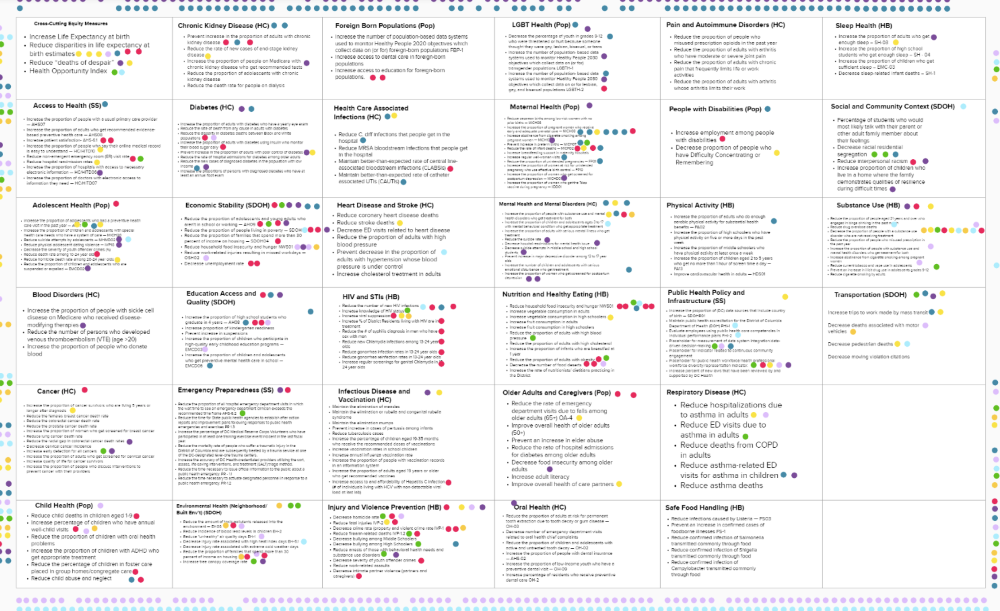 Cross-Cutting Equity Measures
• Increase Life Expectancy at birth
• Reduce disparities in life expectancy at
birth estimates
• Reduce “deaths of despair”
• Health Opportunity Index
Chronic Kidney Disease (HC)
• Prevent increase in the proportion of adults with chronic
kidney disease
• Reduce the rate of new cases of end-stage kidney
disease
• Increase the proportion of people on Medicare with
chronic kidney disease who get recommended tests
• Reduce the proportion of adolescents with chronic
kidney disease
• Reduce the death rate for people on dialysis
Foreign Born Populations (Pop)
• Increase the number of population-based data systems
used to monitor Healthy People 2020 objectives which
collect data on (or for) foreign-born populations FBP-1
• Increase access to dental care in foreign-born
populations
• Increase access to education for foreign-born
populations.
LGBT Health (Pop)
• Decrease the percentage of youth in grades 9-12
who were threatened or hurt because someone
thought they were gay, lesbian, bisexual, or trans
• Increase the number of population- based data
systems used to monitor Healthy People 2030
objectives which collect data on (or for)
transgender populations LGBTH-1
• Increase the number of population- based data
systems used to monitor Healthy People 2030
objectives which collect data on or for lesbian,
gay, and bisexual populations LGBTH-2
Pain and Autoimmune Disorders (HC)
• Reduce the proportion of people who
misused prescription opioids in the past year
• Reduce the proportion of adults with arthritis
who have moderate or severe joint pain
• Reduce the proportion of adults with chronic
pain that frequently limits life or work
activities
• Reduce the proportion of adults with arthritis
whose arthritis limits their work
Sleep Health (HB)
• Increase the proportion of adults who get
enough sleep – SH-03
• Increase the proportion of high school
students who get enough sleep – SH - 04
• Increase the proportion of children who get
sufficient sleep – EMC-03
• Decrease sleep-related infant deaths – SH-1
Access to Health (SS)
• Increase the proportion of people with a usual primary care provider
— AHS07
• Increase the proportion of adults who get recommended evidence-
based preventive health care — AHS08
• Increase patient satisfaction- AHS-6.1
• Increase the proportion of people who say their online medical record
is easy to understand — HC/HITD10
• Reduce non-emergent emergency room (ER) visit rate
• Reduce hospital readmission rates
• Increase the proportion of hospitals with access to necessary
electronic information — HC/HITD06
• Increase the proportion of doctors with electronic access to
information they need — HC/HITD07
Diabetes (HC)
• Increase the proportion of adults with diabetes who have a yearly eye exam
• Reduce the rate of death from any cause in adults with diabetes
• Reduce the disparity in diabetes deaths between Black and White
populations
• Increase the proportion of adults with diabetes using insulin who monitor
their blood sugar daily
• Prevent increase in the proportion of adults with poor control of diabetes
• Reduce the rate of hospital admissions for diabetes among older adults
• Reduce the new cases of diagnosed diabetes in the population with low
income
• Increase the proportions of persons with diagnosed diabetes who have at
least an annual foot exam
Health Care Associated
Infections (HC)
• Reduce C. diff infections that people get in the
hospital
• Reduce MRSA bloodstream infections that people get
in the hospital
• Maintain better-than-expected rate of central line-
associated bloodstream infections (CLABSIs)
• Maintain better-than-expected rate of catheter
associated UTIs (CAUTIs)
Maternal Health (Pop)
• Reduce cesarean births among low-risk women with no
prior births — MICH06
• Increase the proportion of pregnant women who receive
early and adequate prenatal care — MICH08
• Increase abstinence from cigarette smoking among
pregnant women — MICH
• Prevent increase in preterm births — MICH07
• Reduce the rate of infant deaths — MICH02
• Increase breastfeeding support in maternity hospitals
• Increase regular well-woman visits
• Reduce the proportion of unintended pregnancies — FP01
• Increase the proportion of women at risk for unintended
pregnancy who use effective birth control — FP10
• Increase the proportion of women who get screened for
postpartum depression — MICHD01
• Increase the proportion of women who get the Tdap
vaccine during pregnancy — IID01
People with Disabilities (Pop)
• Increase employment among people
with disabilities
• Decrease proportion of people who
have Difficulty Concentrating or
Remembering
Social and Community Context (SDOH)
• Percentage of students who would
most likely talk with their parent or
other adult family member about
their feelings
• Decrease racial residential
segregation
• Reduce interpersonal racism
• Increase proportion of children who
live in a home where the family
demonstrates qualities of resilience
during difficult times
Adolescent Health (Pop)
• Increase the proportion of adolescents who had a preventive health
care visit in the past year —
• Increase the proportion of children and adolescents with special
health care needs who have a system of care — MICH20
• Reduce suicide attempts by adolescents — MHMD02
• Reduce physical adolescent dating violence — IVP18
• Decrease the severity of youth offender crimes (%)
• Reduce death rate among 10-24 year old
• Reduce homicide death rate among 20-24 year olds
• Reduce the proportion of children and adolescents who are
suspended or expelled — EMCD02
Economic Stability (SDOH)
• Reduce the proportion of adolescents and young adults who
aren't in school or working — AH09
• Reduce the proportion of people living in poverty — SDOH
• Reduce the proportion of families that spend more than 30
percent of income on housing — SDOH04
• Reduce household food insecurity and hunger NWS01
• Reduce work-related injuries resulting in missed workdays —
OSH02
• Decrease unemployment rate
Heart Disease and Stroke (HC)
• Reduce coronary heart disease deaths
• Reduce stroke deaths
• Decrease ED visits related to heart disease
• Reduce the proportion of adults with high
blood pressure
• Prevent decrease in the proportion of
adults with hypertension whose blood
pressure is under control
• Increase cholesterol treatment in adults
Mental Health and Mental Disorders (HC)
• Increase the proportion of people with substance use and mental
health disorders who get treatment for both
• Increase the proportion of children and adolescents ages 3 to 17
with mental behavioral condition who get appropriate treatment
• Increase the proportion of adults with serious mental illness who get
treatment
• Reduce the suicide rate
• Decrease hospital readmissions for mental health issue
• Decrease suicide attempts in middle school and high school
students
• Prevent increase in major depressive disorder among 12 to 17 year
olds
• Increase the number of children and adolescents with serious
emotional disturbance who get treatment
• Increase the proportion of women who get screened for postpartum
depression
Physical Activity (HB)
• Increase the proportion of adults who do enough
aerobic physical activity for substantial health
benefits — PA02
• Increase the proportion of high schoolers who have
physical activity on five or more days in the past
week
• Increase the proportion of middle schoolers who
have physical activity at least once a week
• Increase the proportion of children aged 2 to 5 years
who get no more than 1 hour of screen time a day —
PA13
• Improve cardiovascular health in adults — HDS01
Substance Use (HB)
• Reduce the proportion of people aged 21 years and over who
engaged in binge drinking in the past month
• Reduce drug overdose deaths
• Decrease the proportion of people with a substance use
disorder who are not receiving treatment
• Reduce the proportion of people who misused prescription in
the past year
• Increase the proportion of people with substance use and
mental health disorders who get treatment for both
• Increase abstinence from cigarette smoking among pregnant
women
• Reduce current tobacco and vape use in adolescents
• Prevent an increase in illicit drug use in adolescents grades 9-12
• Reduce cigarette smoking by adults
Blood Disorders (HC)
• Increase the proportion of people with sickle cell
disease on Medicare who received disease-
modifying therapies
• Reduce the number of persons who developed
venous thromboembolism (VTE) (age >20)
• Increase the proportion of people who donate
blood
Education Access and
Quality (SDOH)
• Increase the proportion of high school students who
graduate in 4 years — AH08
• Increase proportion of kindergarten readiness
• Prevent increase in suspensions
• Increase the proportion of children who participate in
high-quality early childhood education programs —
EMCD03
• Increase the proportion of children and adolescents
who get preventive mental health care in school —
EMCD06
HIV and STIs (HB)
• Reduce the number of new HIV infections
• Increase knowledge of HIV status
• Increase viral suppression
• Increase % of District Residents living with HIV are in
treatment
• Reduce the # of syphilis diagnosis in men who have
sex with men
• Reduce new Chlamydia infections among 13-24 year
olds
• Reduce gonorrhea infection rates in 13-24 year olds
• Reduce gonorrhea reinfection rates in 13-24 year olds
• Increase regular screenings for genital Chlamydia in
24 year olds
Nutrition and Healthy Eating (HB)
• Reduce household food insecurity and hunger NWS01
• Increase vegetable consumption in adults
• Increase vegetable consumption in high schoolers
• Increase fruit consumption in adults
• Increase fruit consumption in high schoolers
• Reduce the proportion of adults with high blood
pressure
• Reduce the proportion of adults with high cholesterol
• Increase the proportion of infants who are breastfed at
1 year
• Reduce the proportion of adults with obesity
• Decrease the number of food deserts
• Increase the rate of nutritionists/ dietitians practicing in
the District
Public Health Policy and
Infrastructure (SS)
• Increase the proportion of (DC) data sources that include country
of birth — SDOHR01
• Maintain public health accreditation for the District of Columbia
Department of Health (DOH) PHI-1
• Evaluate employees using public health care competencies in
individual performance plans PHI-2
• Placeholder for measurement of data system integration data-
driven decision-making
• Placeholder for indicator related to continuous community
engagement
• Placeholder for public health workforce/health professional
workforce diversity representation indicator.
• Increase percent of new laws that have been reviewed by and
supported by DC Health
Transportation (SDOH)
Increase trips to work made by mass transit
Decrease deaths associated with motor
vehicles
Decrease pedestrian deaths
Decrease moving violation citations
Cancer (HC)
• Increase the proportion of cancer survivors who are living 5 years or
longer after diagnosis
• Reduce the females breast cancer death rate
• Reduce the colorectal cancer death rate
• Reduce the prostate cancer death rate
• Increase the proportion of women who get screened for breast cancer
• Reduce lung cancer death rate
• Reduce the racial gap in colorectal cancer death rates
• Decrease cervical cancer incidence
• Increase early detection for all cancers
• Increase the proportion of adults who get screened for cervical cancer
• Increase quality of life for cancer survivors
• Increase the proportion of people who discuss interventions to
prevent cancer with their providers
Emergency Preparedness (SS)
• Reduce the proportion of all hospital emergency department visits in which
the wait time to see an emergency department clinician exceeds the
recommended time frame AHS-6.2
• Reduce the time for State public health agencies to establish after action
reports and improvement plans following responses to public health
emergencies and exercises PR 1.3
• Increase the percentage of DC Medical Reserve Corps Volunteers who have
participated in at least one training exercise event incident in the last fiscal
year.
• Reduce the mortality rate of people who suffer a traumatic injury in the
District of Columbia and are subsequently treated by a trauma service at one
of the DC-designated level-one trauma centers.
• Increase the accuracy of DC Health-credentialed providers utilizing the sort,
assess, life-saving interventions, and treatment (SALT) triage method.
• Reduce the time necessary to issue official information to the public about a
public health emergency. PR - 1.1
• Reduce the time necessary to activate designated personnel in response to a
public health emergency. PR-1.2
Infectious Disease and
Vaccination (HC)
• Maintain the elimination of measles
• Maintain the elimination or rubella and congenital rubella
syndrome
• Maintain the elimination mumps
• Prevent increase in cases of pertussis among infants
• Reduce tuberculosis cases
• Increase the percentage of children aged 19-35 months
who receive the recommended doses of vaccinations
• Increase vaccination rates in school children
• Increase annual influenza vaccination rate
• Increase the proportion of people with vaccination records
in an information system
• Increase the proportion of adults aged 19 years or older
who get recommended vaccines
• Increase access to and affordability of Hepatitis C infection
(# of individuals living with HCV with non-detectable viral
load at last lab)
Older Adults and Caregivers (Pop)
• Reduce the rate of emergency
department visits due to falls among
older adults (65+) OA-4
• Improve overall health of older adults
(50+)
• Prevent an increase in elder abuse
• Reduce the rate of hospital admissions
for diabetes among older adults
• Decrease food insecurity among older
adults
• Increase adult literacy
• Improve overall health of care partners
Respiratory Disease (HC)
• Reduce hospitalizations due
to asthma in adults
• Reduce ED visits due to
asthma in adults
• Reduce deaths from COPD
in adults
• Reduce asthma-related ED
visits for asthma in children
• Reduce asthma deaths
Child Health (Pop)
• Reduce child deaths in children aged 1-9
• Increase percentage of children who have annual
well-child visits
• Reduce the proportion of children with oral health
problems
• Increase the proportion of children with ADHD who
get appropriate treatment
• Reduce the percentage of children in foster care
placed in group homes/congregate care
• Reduce child abuse and neglect
Environmental Health (Neighborhood/
Built Env't) (SDOH)
• Reduce the amount of toxic pollutants released into the
environment — EH06
• Reduce incidence of blood lead levels in children EH-2
• Reduce "unhealthy" air quality days EH-1
• Decrease injury rate associated with high heat index days EH-5.1
• Decrease injury rate associated with extreme cold weather days
• Reduce the proportion of families that spend more than 30
percent of income on housing
• Increase tree canopy coverage rate
Injury and Violence Prevention (HB)
• Decrease homicide rate
• Reduce fatal injuries IVP-2
• Decrease crime rate (property and violent crime rate IVP-1
• Reduce firearm-related deaths IVP-1.2
• Decrease bullying among Middle Schoolers
• Decrease bullying among High Schoolers
• Reduce arrests of those with behavioral health needs and
substance use disorders
• Decrease severity of youth offender crimes
• Reduce work-related assaults
• Decrease intimate partner violence (partners and
caregivers)
Oral Health (HC)
• Reduce the proportion of adults at risk for permanent
tooth extraction due to tooth decay or gum disease —
OH-03
• Decrease number of emergency department visits
related to oral health chief complaints
• Reduce the proportion of children and adolescents with
active and untreated tooth decay — OH-02
• Increase the proportion of people with dental insurance
— AHS-02
• Increase the proportion of low-income youth who have a
preventive dental visit — OH-09
• Increase percentage of residents who receive preventive
dental care OH-2
Safe Food Handling (HB)
• Reduce infections caused by Listeria — FS03
• Prevent an increase in confirmed cases of
foodborne illnesses FS-1
• Reduce confirmed infection of Salmonella
transmitted commonly through food
• Reduce confirmed infection of Shigella
transmitted commonly through food
• Reduce confirmed infection of
Campylobacter transmitted commonly
through food